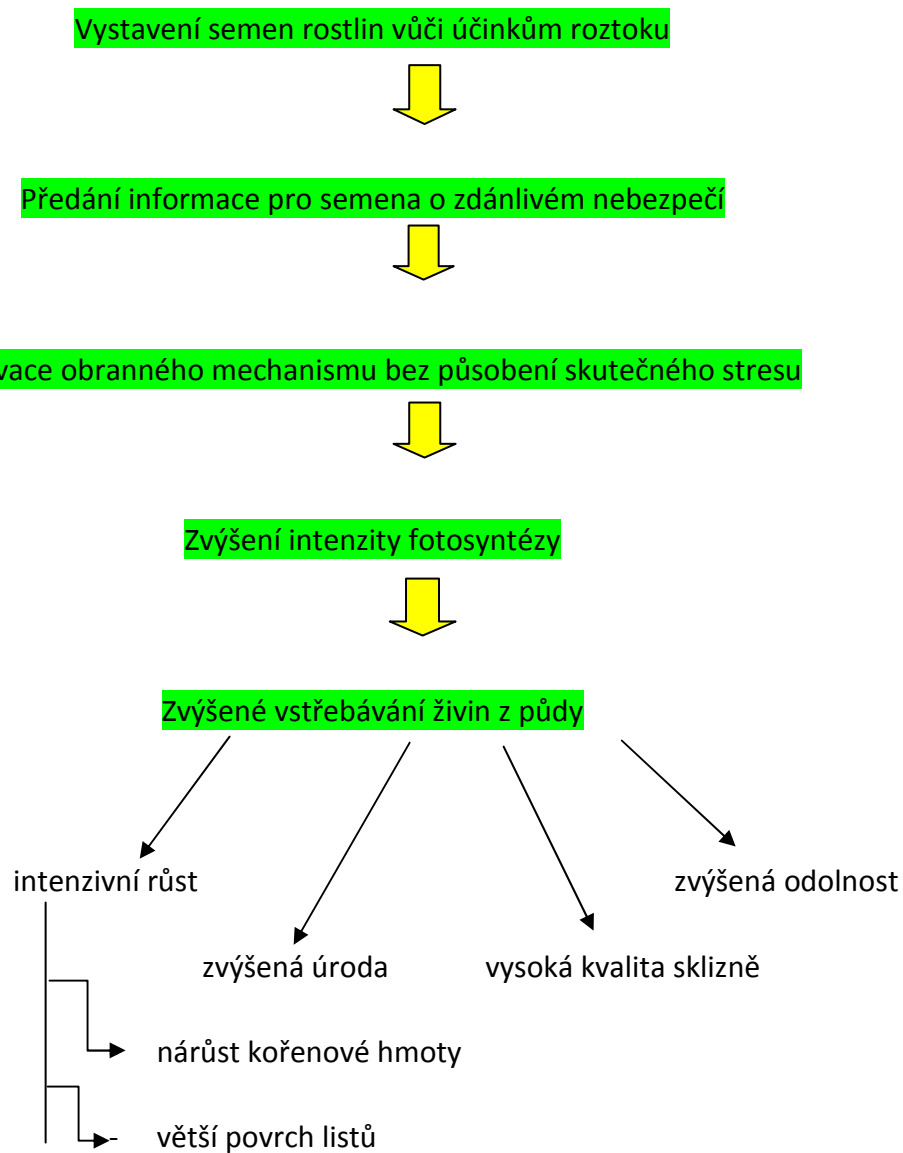 Vystavení semen rostlin vůči účinkům roztoku
Předání informace pro semena o zdánlivém nebezpečí
vace obranného mechanismu bez působení skutečného stresu
Zvýšení intenzity fotosyntézy
Zvýšené vstřebávání živin z půdy
intenzivní růst
zvýšená odolnost
zvýšená úroda
vysoká kvalita sklizně
nárůst kořenové hmoty
- větší povrch listů